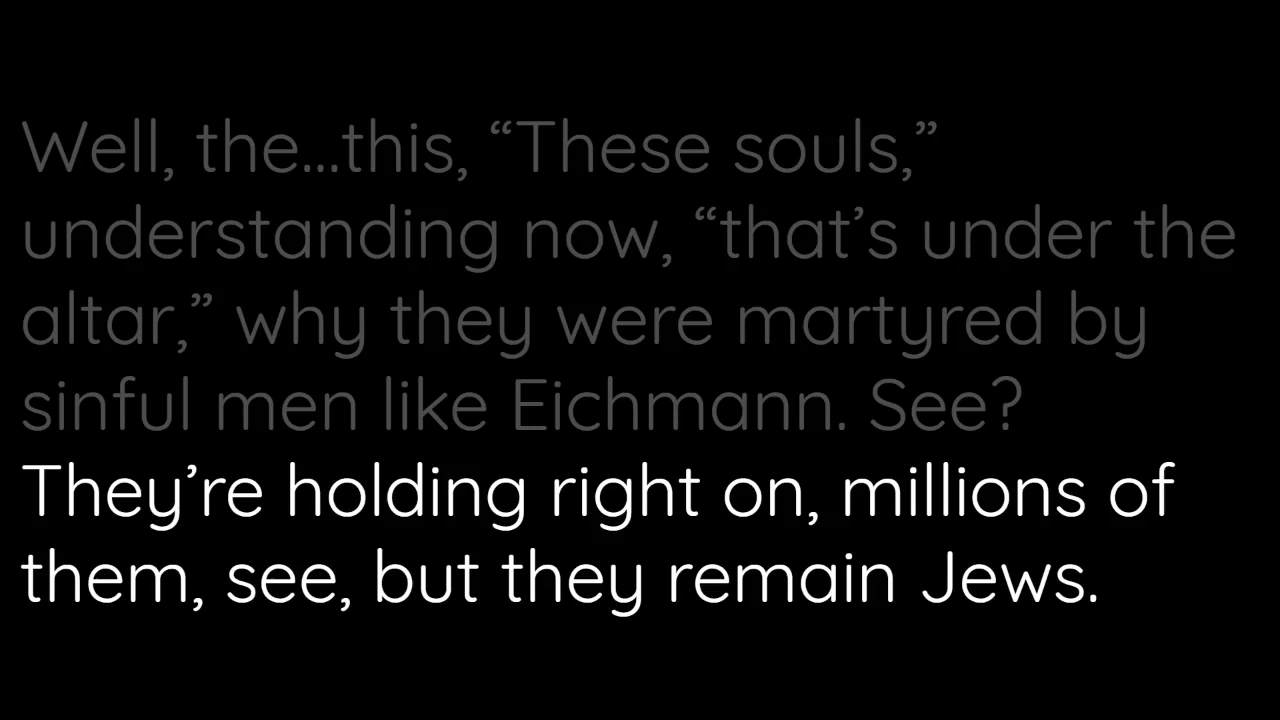 Well, the...this, “These souls,”
understanding now, “that’s under the
altar,” why they were martyred by
sinful men like Eichmann. See?
They’re holding right on, millions of
them, see, but they remain Jews.